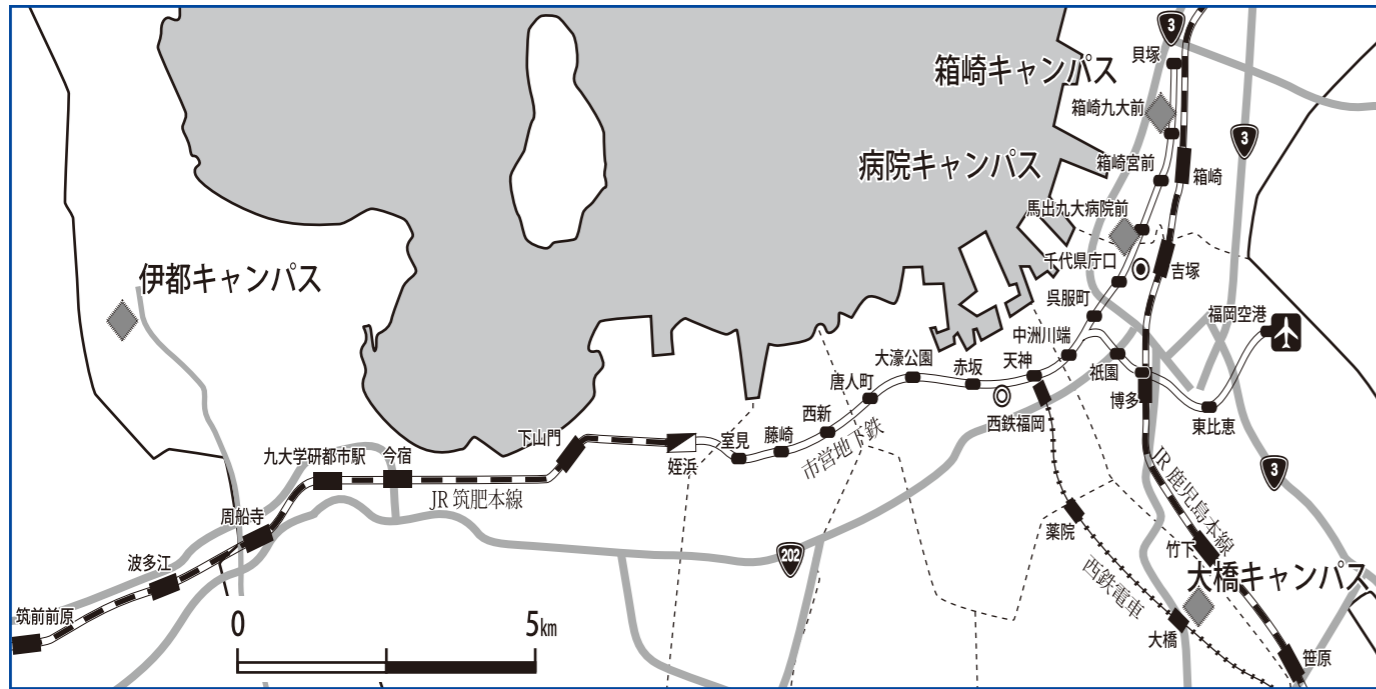 3
貝塚
箱崎キャンパス
箱崎九大前
3
箱崎宮前
箱崎
病院キャンパス
馬出九大病院前
千代県庁口
吉塚
伊都キャンパス
呉服町
福岡空港
中洲川端
大濠公園
赤坂
天神
祇園
唐人町
博多
西鉄福岡
東比恵
西新
藤崎
室見
市営地下鉄
下山門
姪浜
九大学研都市駅
今宿
JR 筑肥本線
3
JR 鹿児島本線
周船寺
薬院
竹下
202
波多江
大橋キャンパス
西鉄電車
筑前前原
0
5km
大橋
笹原